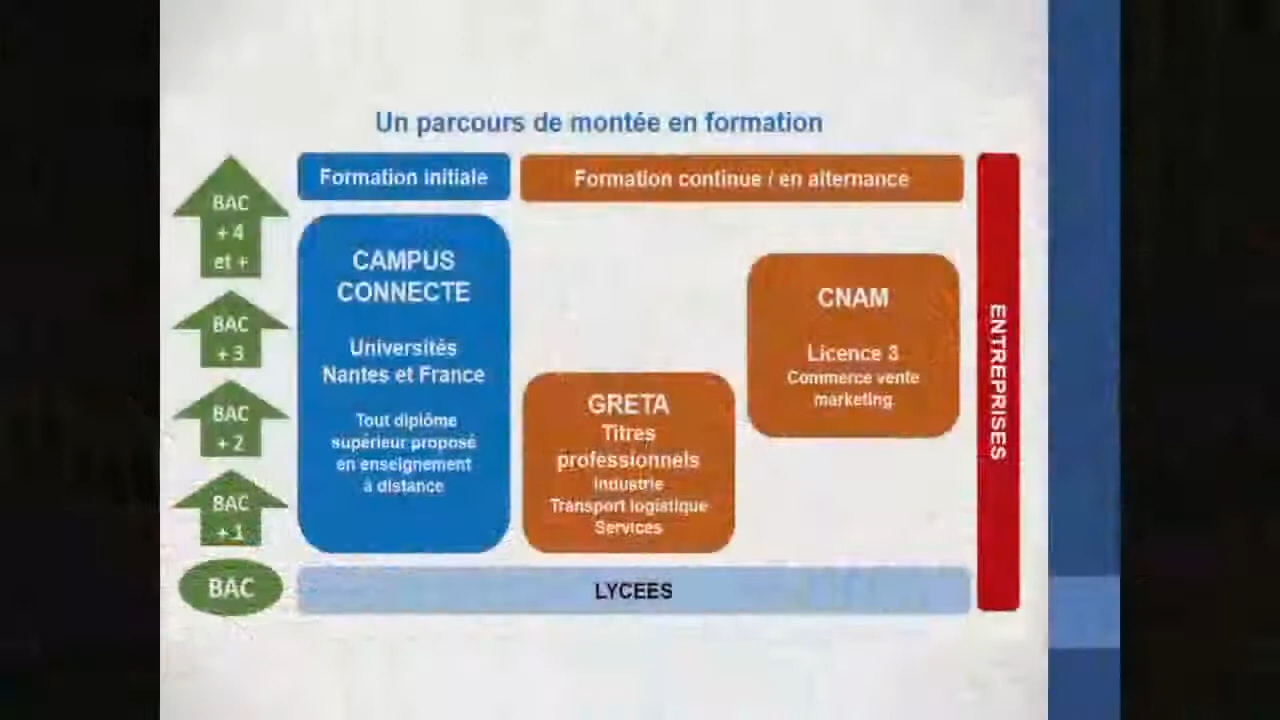 Un parcours de montée en formation
Formation initiale
Formation continue / en alternance
BAC
+ 4
et +
BAC
+ 3
BAC
+ 2
BAC
+ 1
BAC
CAMPUS
CONNECTE
Universités
Nantes et France
Tout diplôme
supérieur proposé
en enseignement
à distance
GRETA
Titres
professionnels
Industrie
Transport logistique
Services
CNAM
Licence 3
Commerce vente
marketing
ENTREPRISES
LYCEES